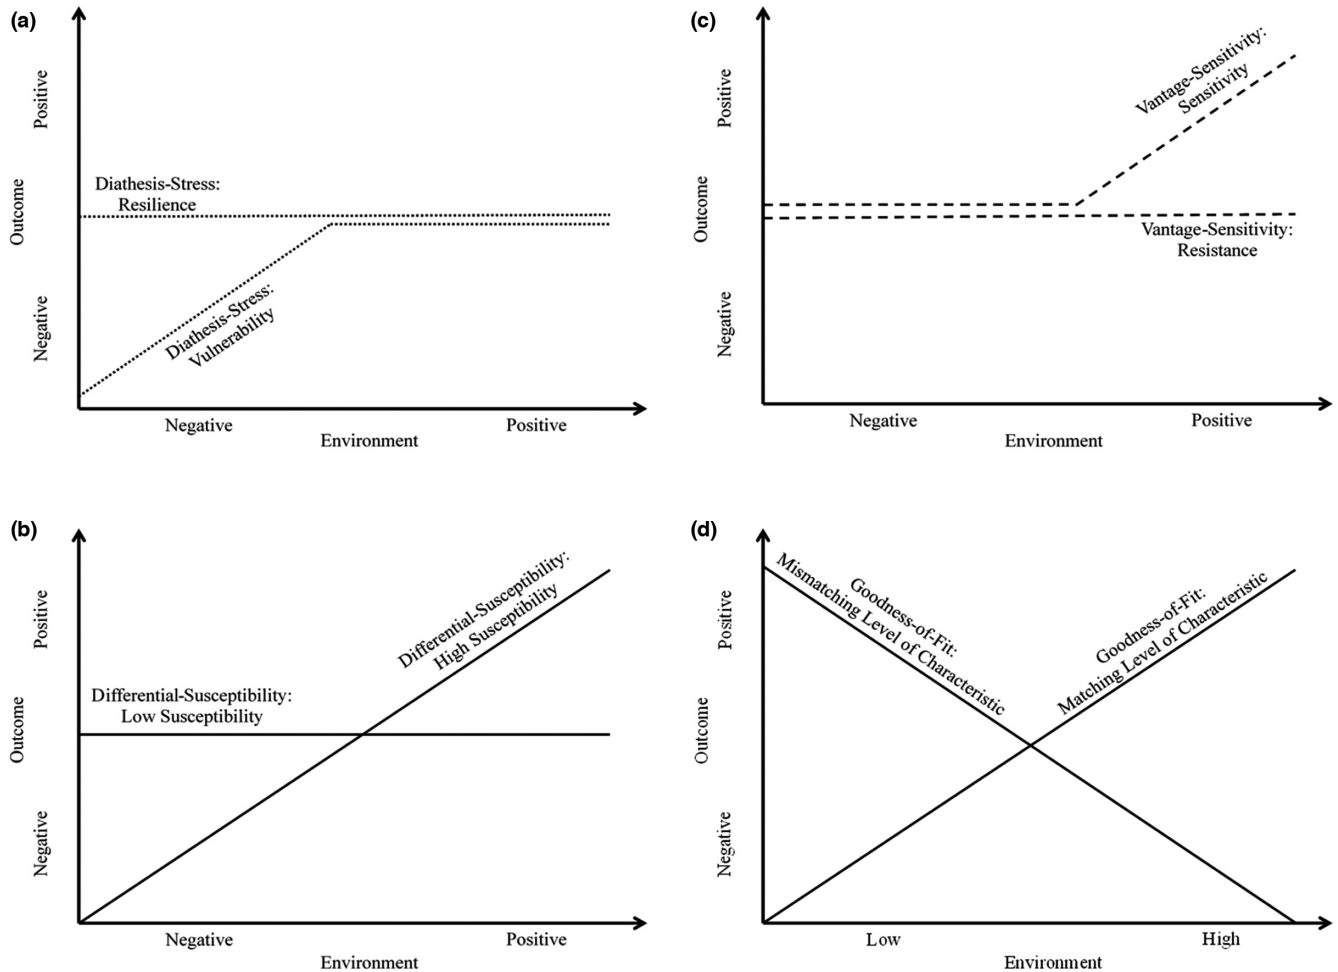 (a)
Positive
Outcome
Negative
Diathesis-Stress:
Resilience
Diathesis-Stress:
Vulnerability
Negative
Positive
Environment
(c)
Positive
Outcome
Negative
Vantage-Sensitivity:
Sensitivity
Vantage-Sensitivity:
Resistance
Negative
Positive
Environment
(b)
Positive
Outcome
Negative
Differential-Susceptibility:
High Susceptibility
Differential-Susceptibility:
Low Susceptibility
Negative
Positive
Environment
(d)
Positive
Outcome
Negative
Goodness-of-Fit:
Mismatching Level of Characteristic
Goodness-of-Fit:
Matching Level of Characteristic
Low
High
Environment